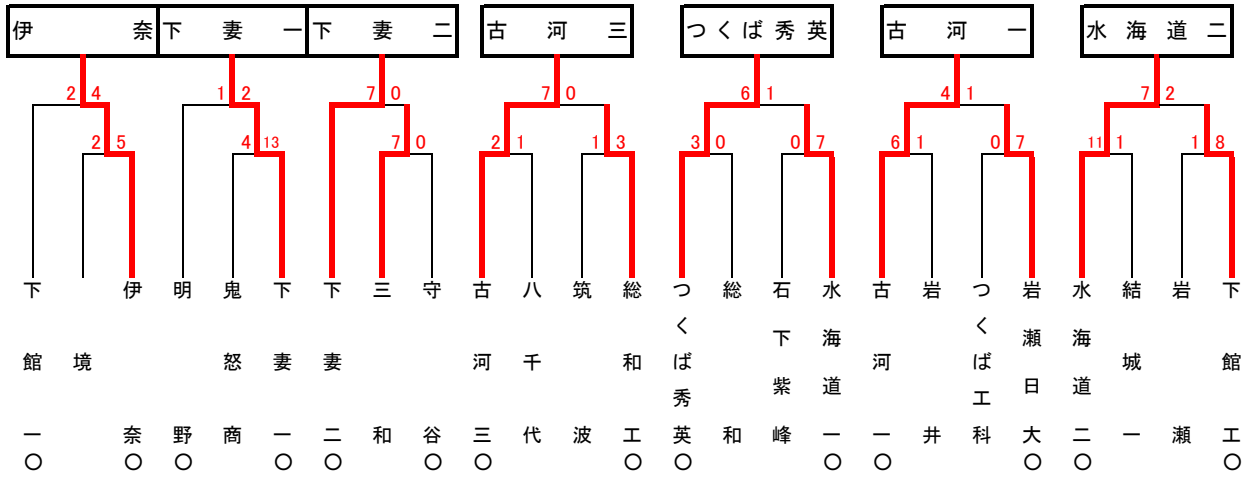 伊奈 下妻一 下妻二 古河三 つくば秀英 古河一 水海道二
2 4 1 2 7 0 7 0 6 1 4 1 7 2
2 5 4 13 7 0 2 1 1 3 3 0 0 7 6 1 0 7 11 1 1 8
下館一
境
伊奈
明野
鬼怒商
下妻一
下妻二
三和
守谷
古河三
八千代
筑波
総和工
つくば秀英
総和
石下紫峰
水海道一
古河一
岩井
つくば工科
岩瀬日大
水海道二
結城一
岩瀬
下館工
○ ○ ○ ○ ○ ○ ○ ○ ○ ○ ○ ○ ○ ○